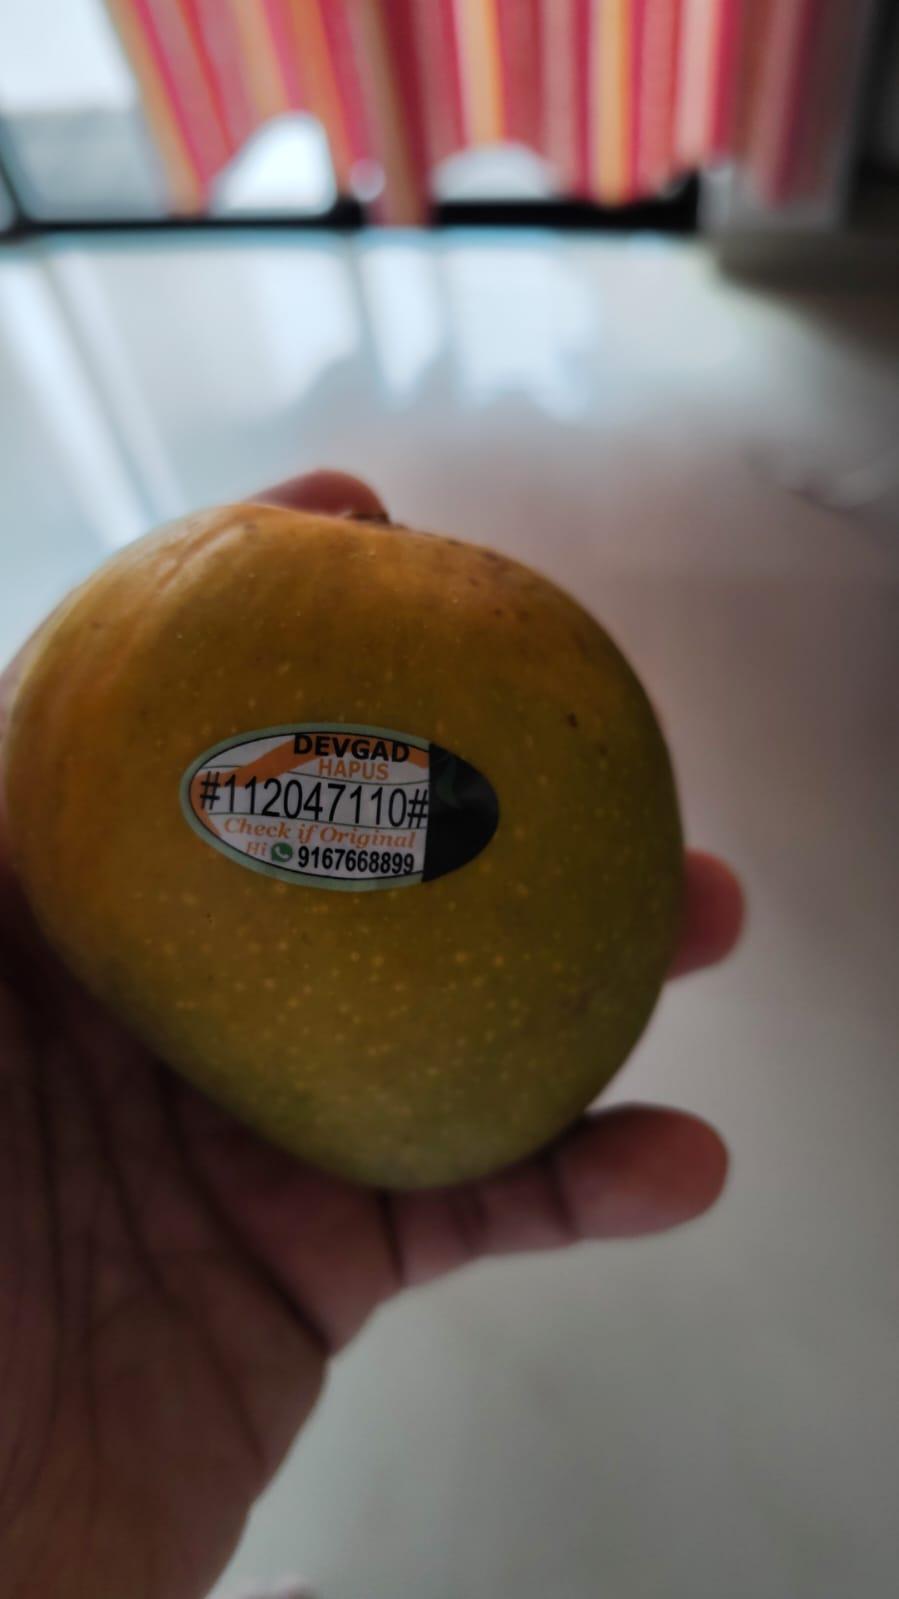 DEVGAD
HAPUS
#112047110#
Check if Original
Hi 9167668899